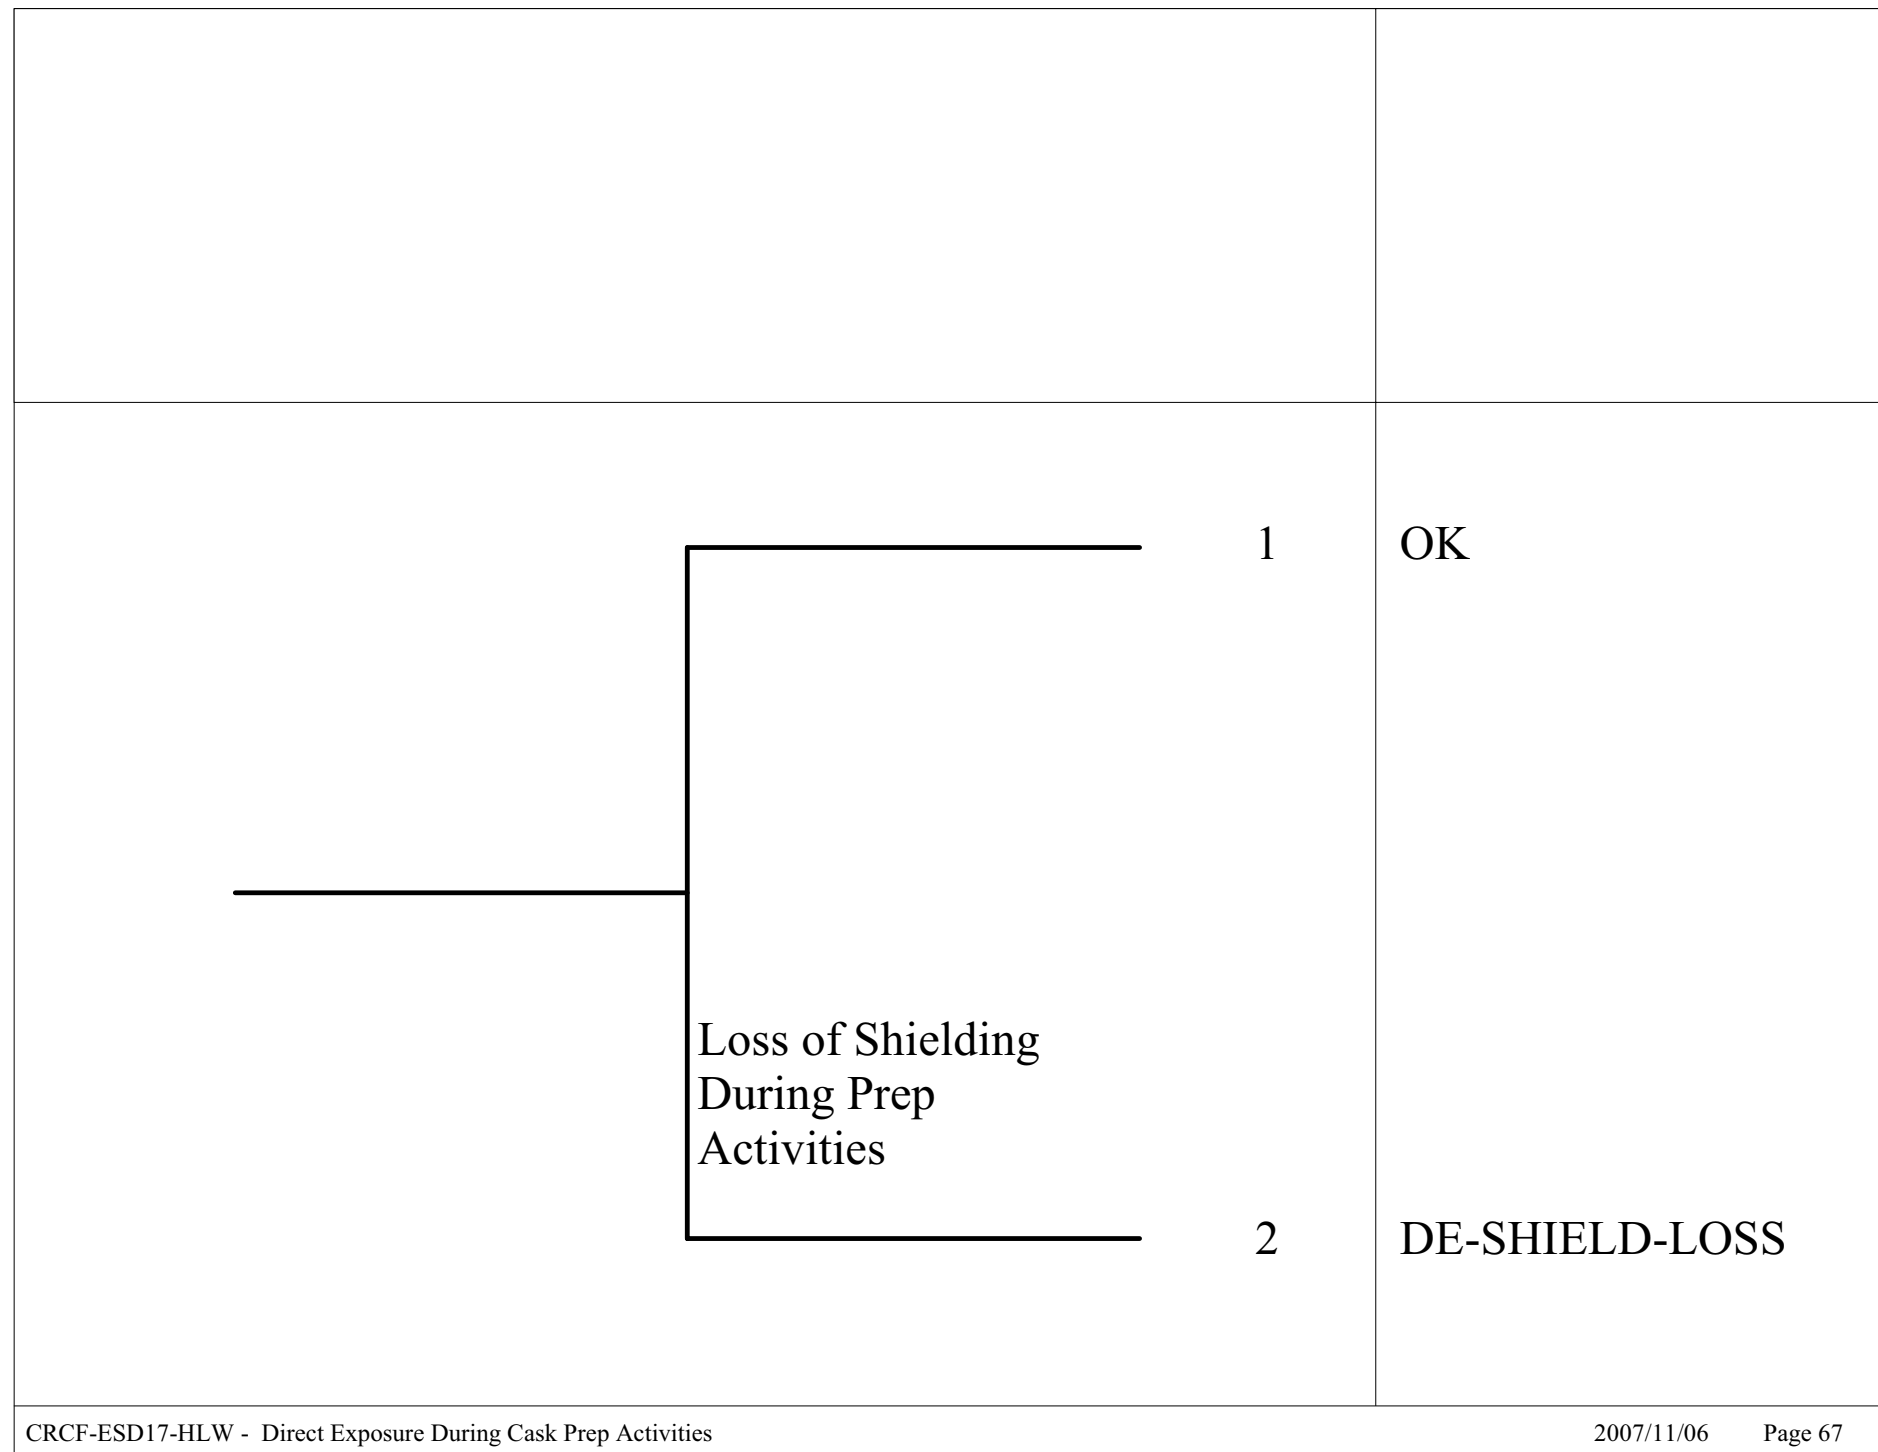 1 OK
Loss of Shielding
During Prep
Activities
2 DE-SHIELD-LOSS
CRCF-ESD17-HLW - Direct Exposure During Cask Prep Activities 2007/11/06 Page 67